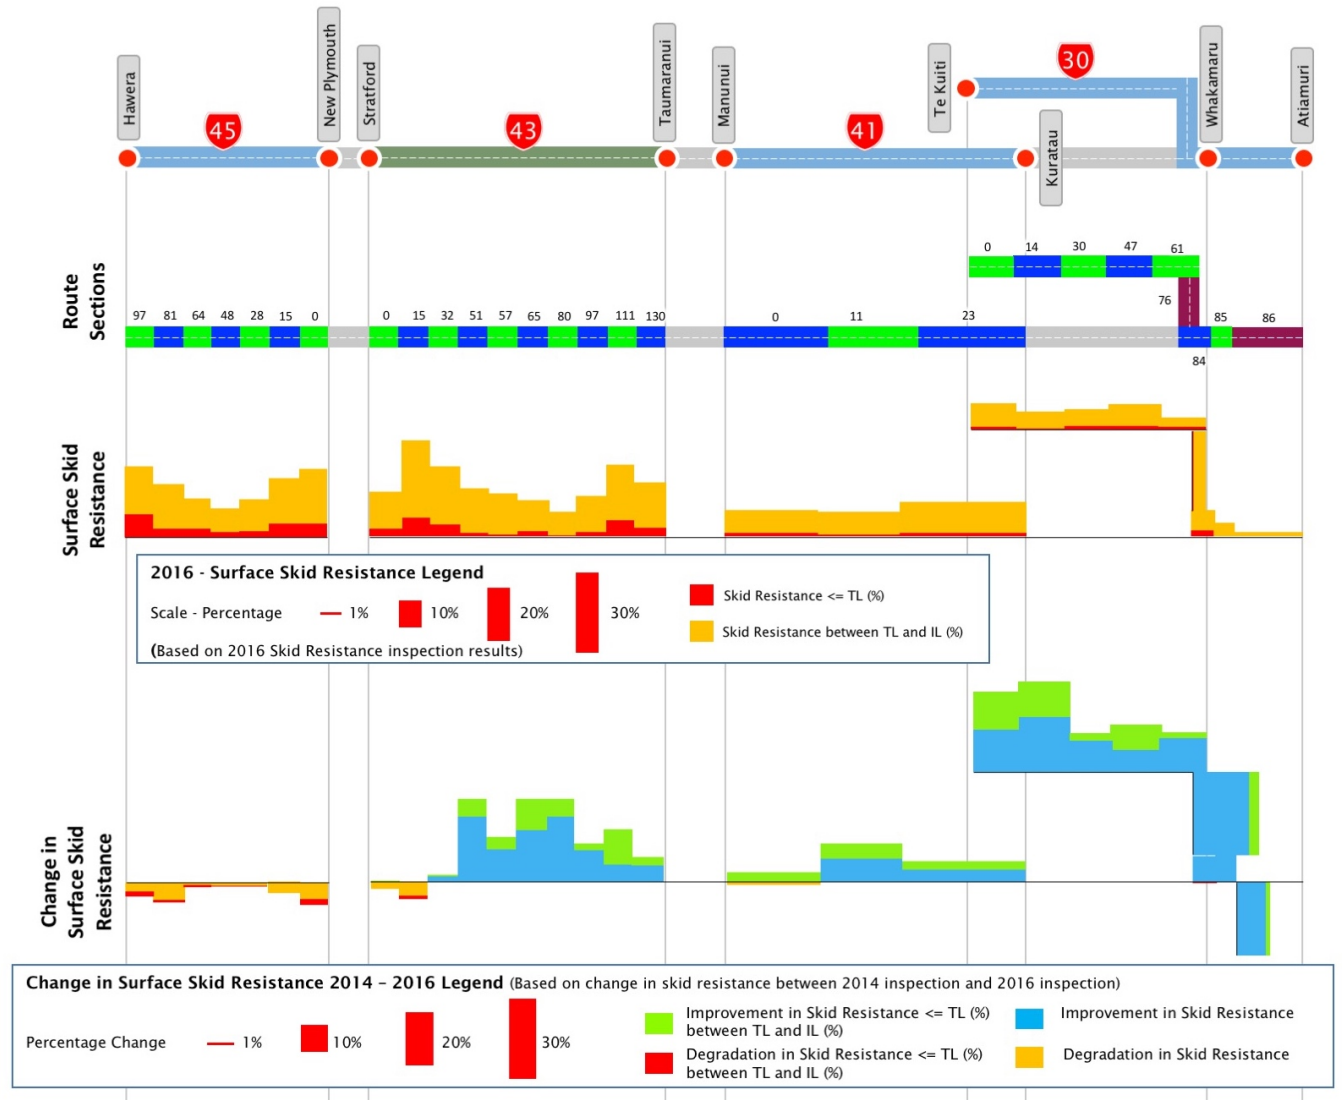 Hawera
New Plymouth
Stratford
Taumaranui
Manunui
Te Kuiti
Kuratau
Whakamaru
Atiamuri
45
43
41
30
Route
Sections
0 14 30 47 61
76
97 81 64 48 28 15 0
0 15 32 51 57 65 80 97 111 130
0 11 23
85 86
84
Surface Skid
Resistance
2016 - Surface Skid Resistance Legend
Scale - Percentage 1% 10% 20% 30%
(Based on 2016 Skid Resistance inspection results)
Skid Resistance <= TL (%)
Skid Resistance between TL and IL (%)
Change in
Surface Skid
Resistance
Change in Surface Skid Resistance 2014 – 2016 Legend (Based on change in skid resistance between 2014 inspection and 2016 inspection)
Percentage Change 1% 10% 20% 30%
Improvement in Skid Resistance <= TL (%)
between TL and IL (%)
Degradation in Skid Resistance <= TL (%)
between TL and IL (%)
Improvement in Skid Resistance
Degradation in Skid Resistance